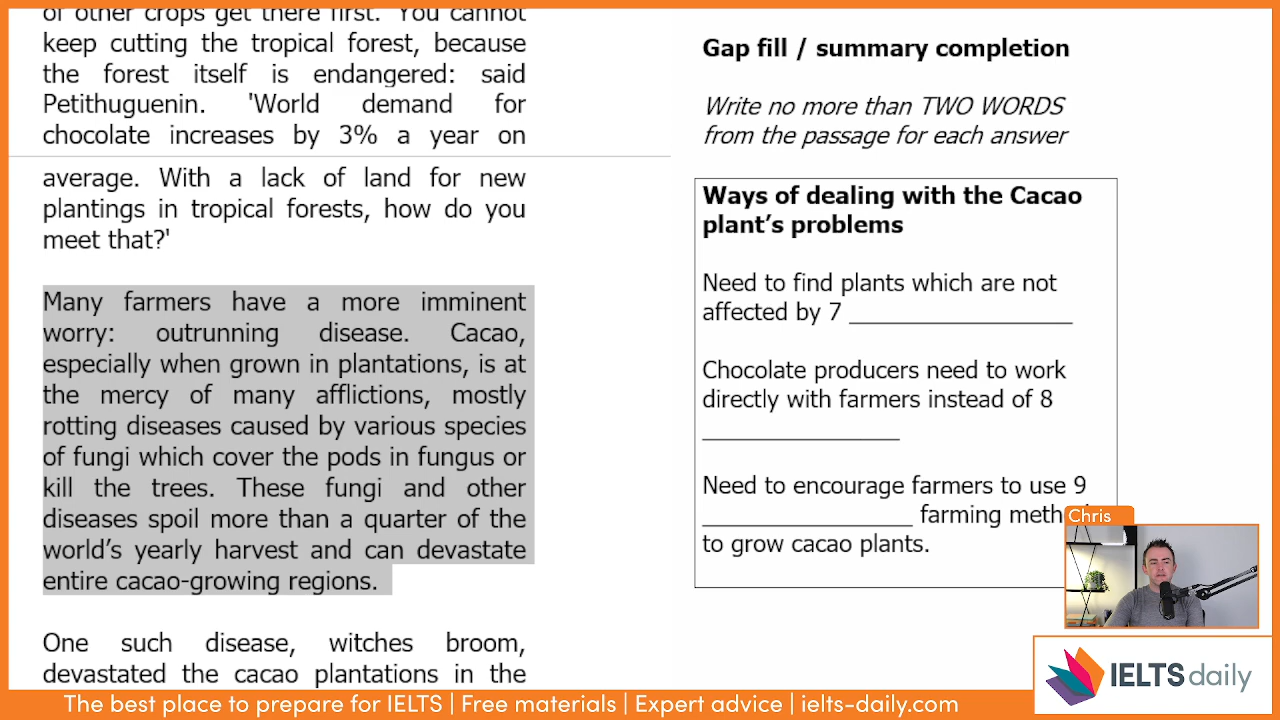 of other crops get there first. 'You cannot
keep cutting the tropical forest, because
the forest itself is endangered: said
Petithuguenin. 'World demand for
chocolate increases by 3% a year on
average. With a lack of land for new
plantings in tropical forests, how do you
meet that?'
Many farmers have a more imminent
worry: outrunning disease. Cacao,
especially when grown in plantations, is at
the mercy of many afflictions, mostly
rotting diseases caused by various species
of fungi which cover the pods in fungus or
kill the trees. These fungi and other
diseases spoil more than a quarter of the
world's yearly harvest and can devastate
entire cacao-growing regions.
One such disease, witches broom,
devastated the cacao plantations in the
Gap fill / summary completion
Write no more than TWO WORDS
from the passage for each answer
Ways of dealing with the Cacao
plant's problems
Need to find plants which are not
affected by 7 __________________
Chocolate producers need to work
directly with farmers instead of 8
________________
Need to encourage farmers to use 9
_________________ farming meth
to grow cacao plants.
Chris
IELTS daily
The best place to prepare for IELTS | Free materials | Expert advice | ielts-daily.com